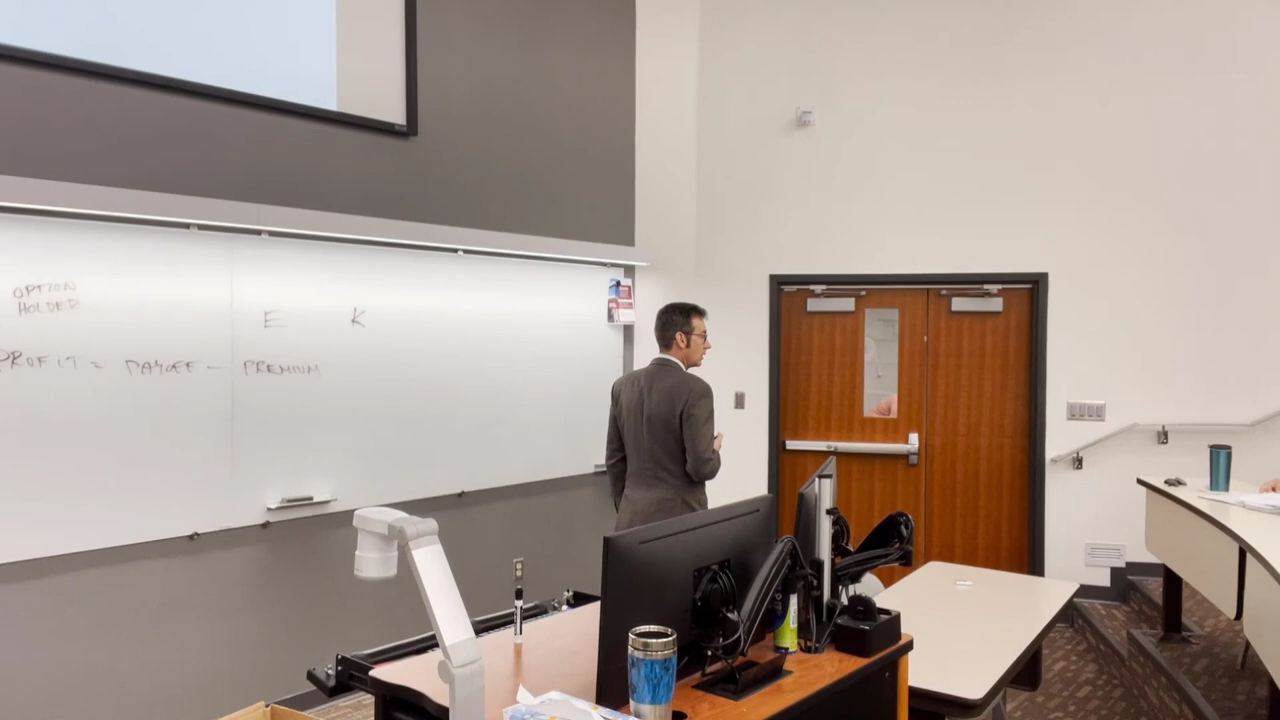 OPTION
HOLDER
E K
PROFIT = PAYOFF - PREMIUM